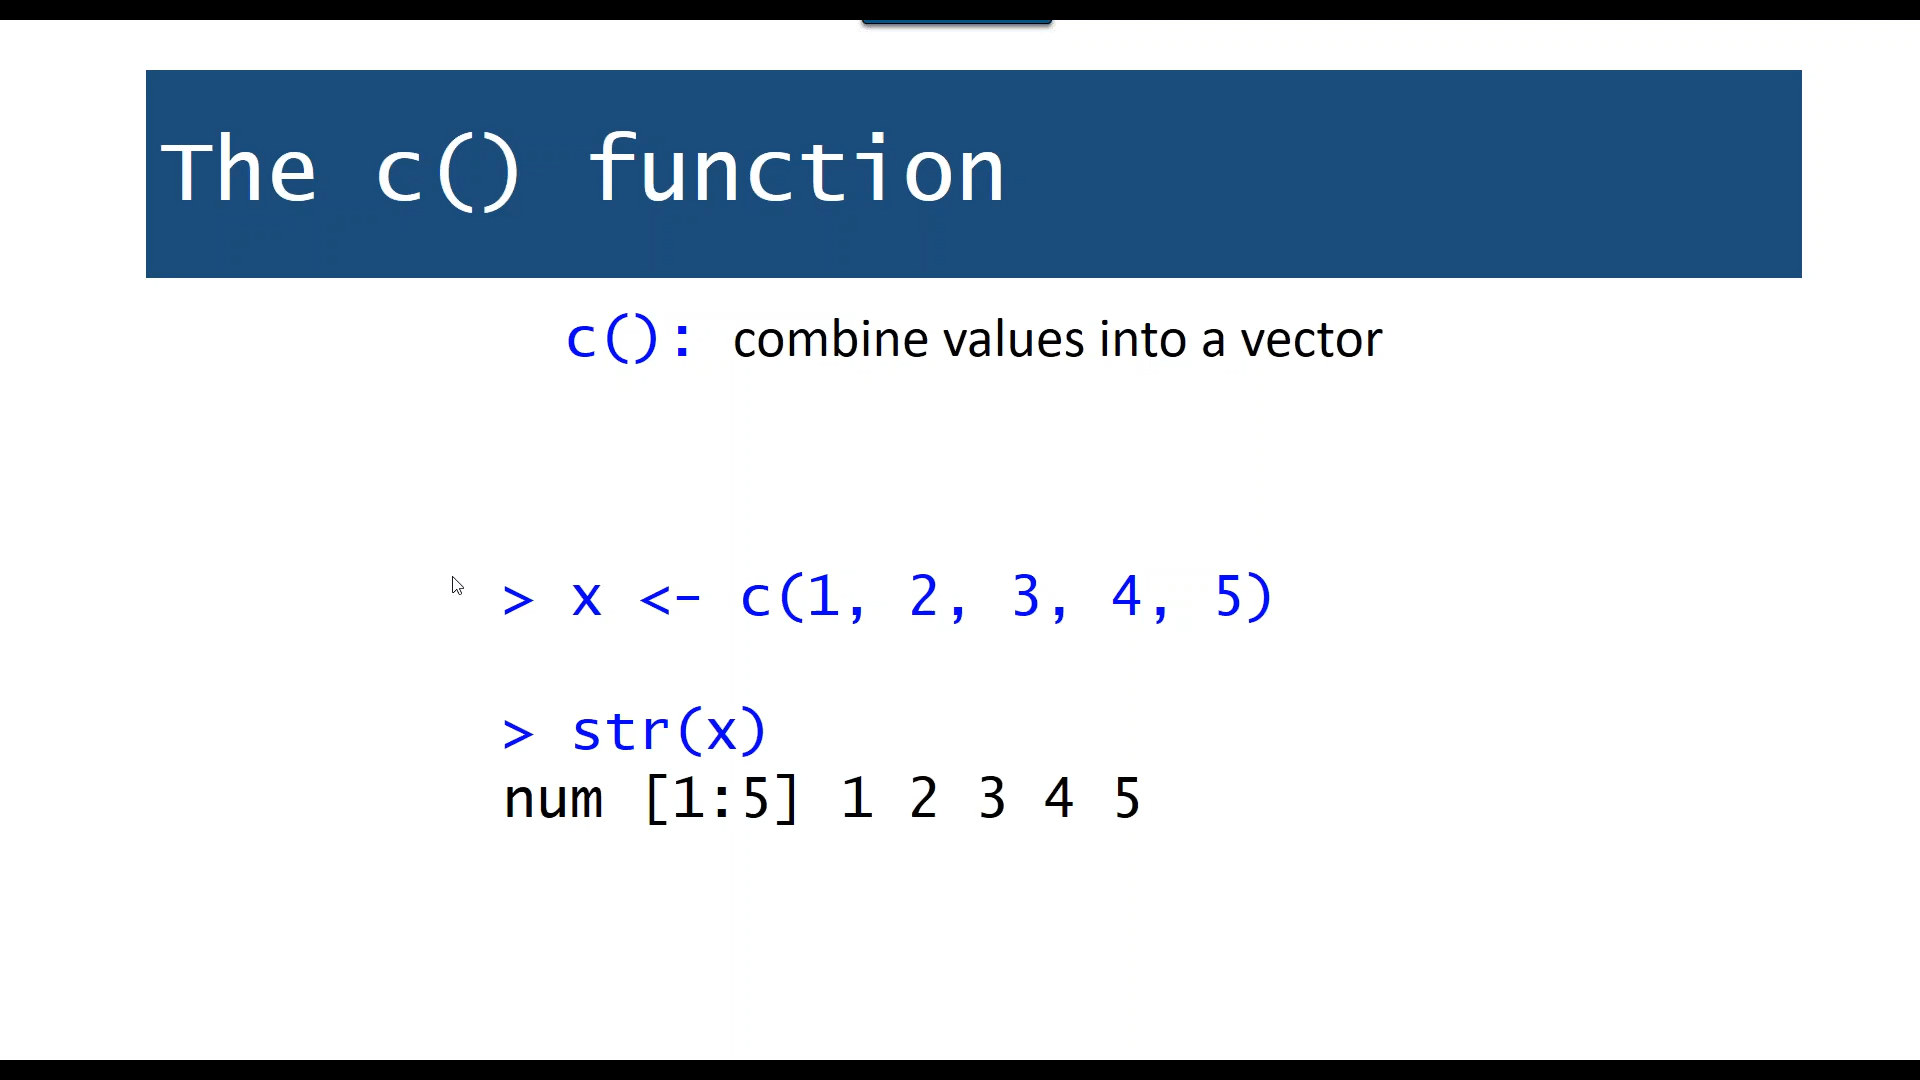 The c() function
c(): combine values into a vector
> x <- c(1, 2, 3, 4, 5)
> str(x)
num [1:5] 1 2 3 4 5